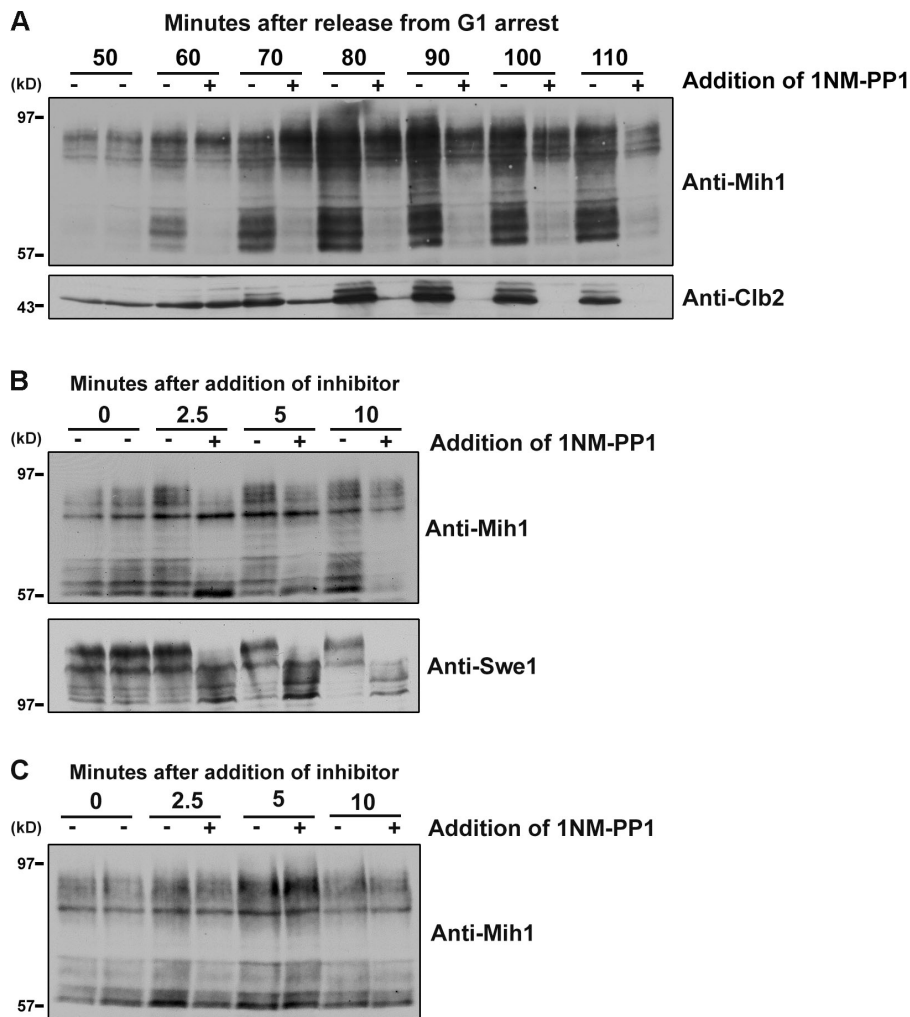 A
Minutes after release from G1 arrest
50 60 70 80 90 100 110
(kD) - - - + - + - + - + - + - + Addition of 1NM-PP1
97
Anti-Mih1
57
43 Anti-Clb2
B
Minutes after addition of inhibitor
0 2.5 5 10
(kD) - - - + - + - + Addition of 1NM-PP1
97
Anti-Mih1
57
Anti-Swe1
97
C
Minutes after addition of inhibitor
0 2.5 5 10
(kD) - - - + - + - + Addition of 1NM-PP1
97
Anti-Mih1
57